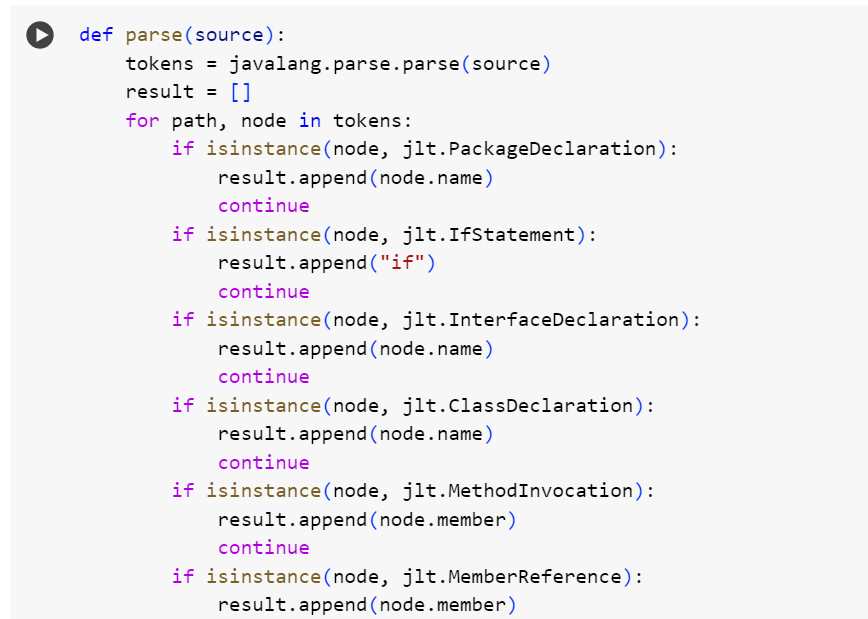 def parse(source):
    tokens = javalang.parse.parse(source)
    result = []
    for path, node in tokens:
        if isinstance(node, jlt.PackageDeclaration):
            result.append(node.name)
            continue
        if isinstance(node, jlt.IfStatement):
            result.append("if")
            continue
        if isinstance(node, jlt.InterfaceDeclaration):
            result.append(node.name)
            continue
        if isinstance(node, jlt.ClassDeclaration):
            result.append(node.name)
            continue
        if isinstance(node, jlt.MethodInvocation):
            result.append(node.member)
            continue
        if isinstance(node, jlt.MemberReference):
            result.append(node.member)